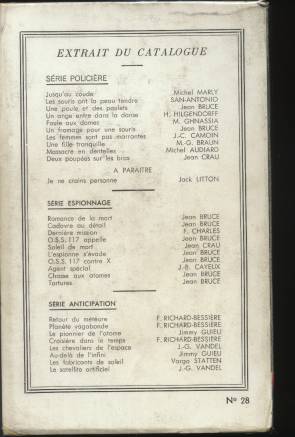 EXTRAIT DU CATALOGUE
SÉRIE POLICIÈRE
Jusqu'au coude Michel MARLY
Les souris ont la peau tendre SAN-ANTONIO
Une poule et des poulets Jean BRUCE
Un ange entre dans la danse H. HILGENDORFF
Foule aux dames M. GHNASSIA
Un fromage pour une souris Jean BRUCE
Les femmes sont pas marrantes J.-C. CAMOIN
Une fille tranquille M.-G. BRAUN
Massacre en dentelles Michel AUDIARD
Deux poupées sur les bras Jean CRAU
A PARAITRE
Je ne crains personne Jack LITTON
SÉRIE ESPIONNAGE
Romance de la mort Jean BRUCE
Cadavre au détail Jean BRUCE
Dernière mission F. CHARLES
O.S.S. 117 appelle Jean BRUCE
Soleil de mort Jean CRAU
L'espionne s'évade Jean BRUCE
O.S.S. 117 contre X Jean BRUCE
Agent spécial J.-B. CAYEUX
Chasse aux atomes Jean BRUCE
Tortures Jean BRUCE
SÉRIE ANTICIPATION
Retour du météore F. RICHARD-BESSIÈRE
Planète vagabonde F. RICHARD-BESSIÈRE
Le pionnier de l'atome Jimmy GUIEU
Croisière dans le temps F. RICHARD-BESSIÈRE
Les chevaliers de l'espace J.-G. VANDEL
Au-delà de l'infini Jimmy GUIEU
Les fabricants de soleil Vargo STATTEN
Le satellite artificiel J.-G. VANDEL
No 28